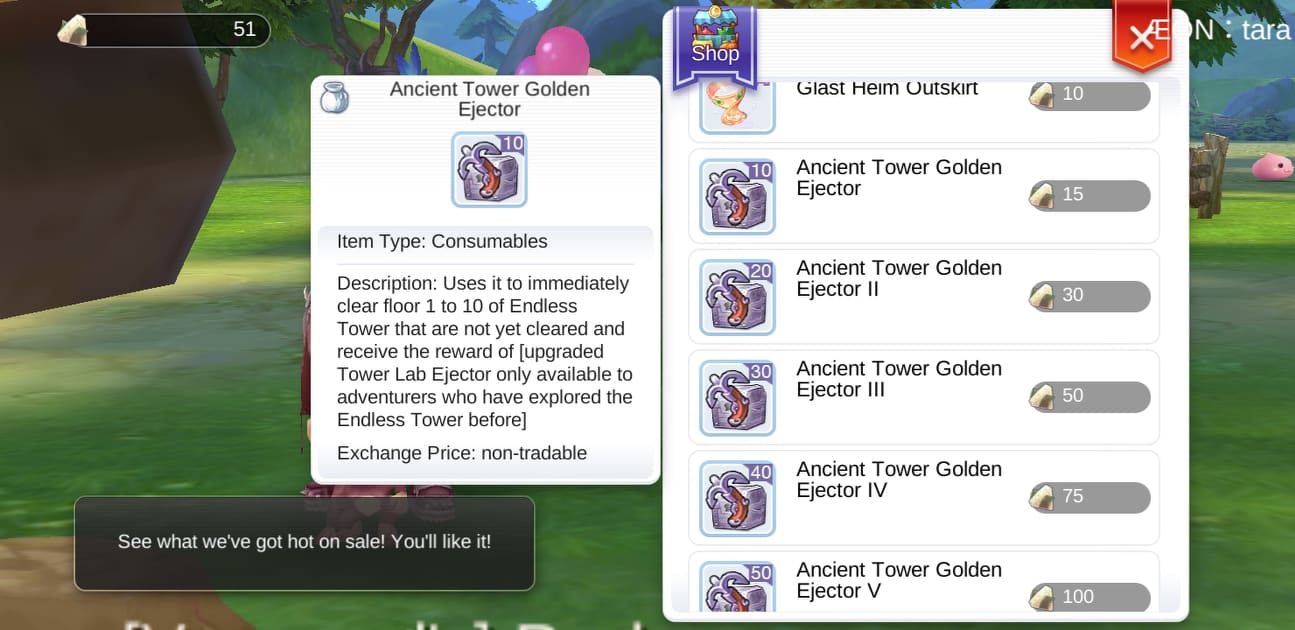 51
Ancient Tower Golden
Ejector
10
Item Type: Consumables
Description: Uses it to immediately
clear floor 1 to 10 of Endless
Tower that are not yet cleared and
receive the reward of [upgraded
Tower Lab Ejector only available to
adventurers who have explored the
Endless Tower before]
Exchange Price: non-tradable
See what we've got hot on sale! You'll like it!
Shop
ÆON : tara
Glast Heim Outskirt
10
10
Ancient Tower Golden
Ejector
15
20
Ancient Tower Golden
Ejector II
30
30
Ancient Tower Golden
Ejector III
50
40
Ancient Tower Golden
Ejector IV
75
50
Ancient Tower Golden
Ejector V
100